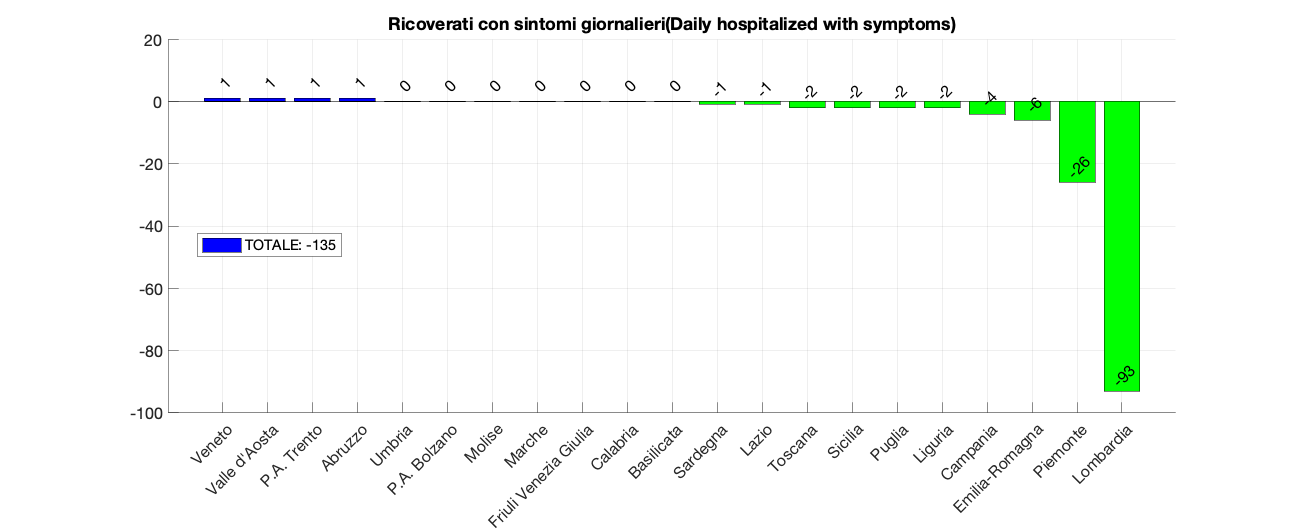 Ricoverati con sintomi giornalieri(Daily hospitalized with symptoms)
20
0
-20
-40
-60
-80
-100
1
1
1
1
0
0
0
0
0
0
0
-1
-1
-2
-2
-2
-2
-4
-6
-26
-93
TOTALE: -135
Veneto
Valle d'Aosta
P.A. Trento
Abruzzo
Umbria
P.A. Bolzano
Molise
Marche
Friuli Venezia Giulia
Calabria
Basilicata
Sardegna
Lazio
Toscana
Sicilia
Puglia
Liguria
Campania
Emilia-Romagna
Piemonte
Lombardia